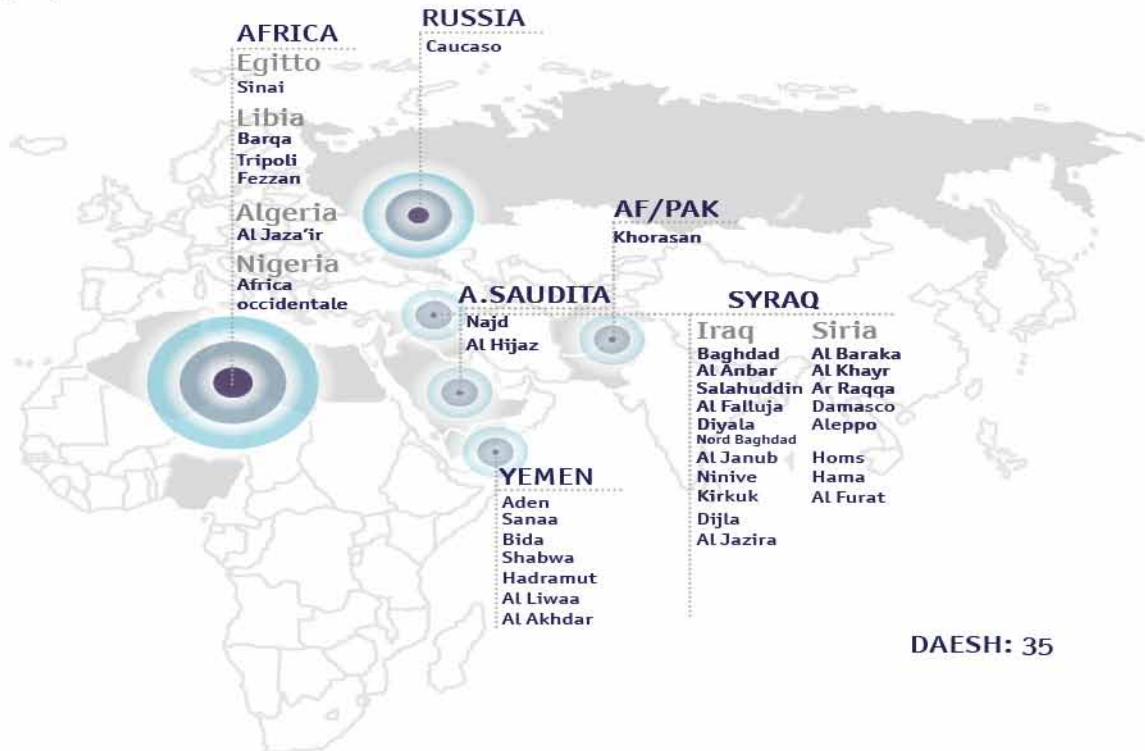 AFRICA
Egitto
Sinai
Libia
Barqa
Tripoli
Fezzan
Algeria
Al Jaza'ir
Nigeria
Africa
occidentale
RUSSIA
Caucaso
AF/PAK
Khorasan
A.SAUDITA
Najd
Al Hijaz
SYRAQ
Iraq
Baghdad
Al Anbar
Salahuddin
Al Falluja
Diyala
Nord Baghdad
Al Janub
Ninive
Kirkuk
Dijla
Al Jazira
Siria
Al Baraka
Al Khayr
Ar Raqqa
Damasco
Aleppo
Homs
Hama
Al Furat
YEMEN
Aden
Sanaa
Bida
Shabwa
Hadramut
Al Liwaa
Al Akhdar
DAESH: 35